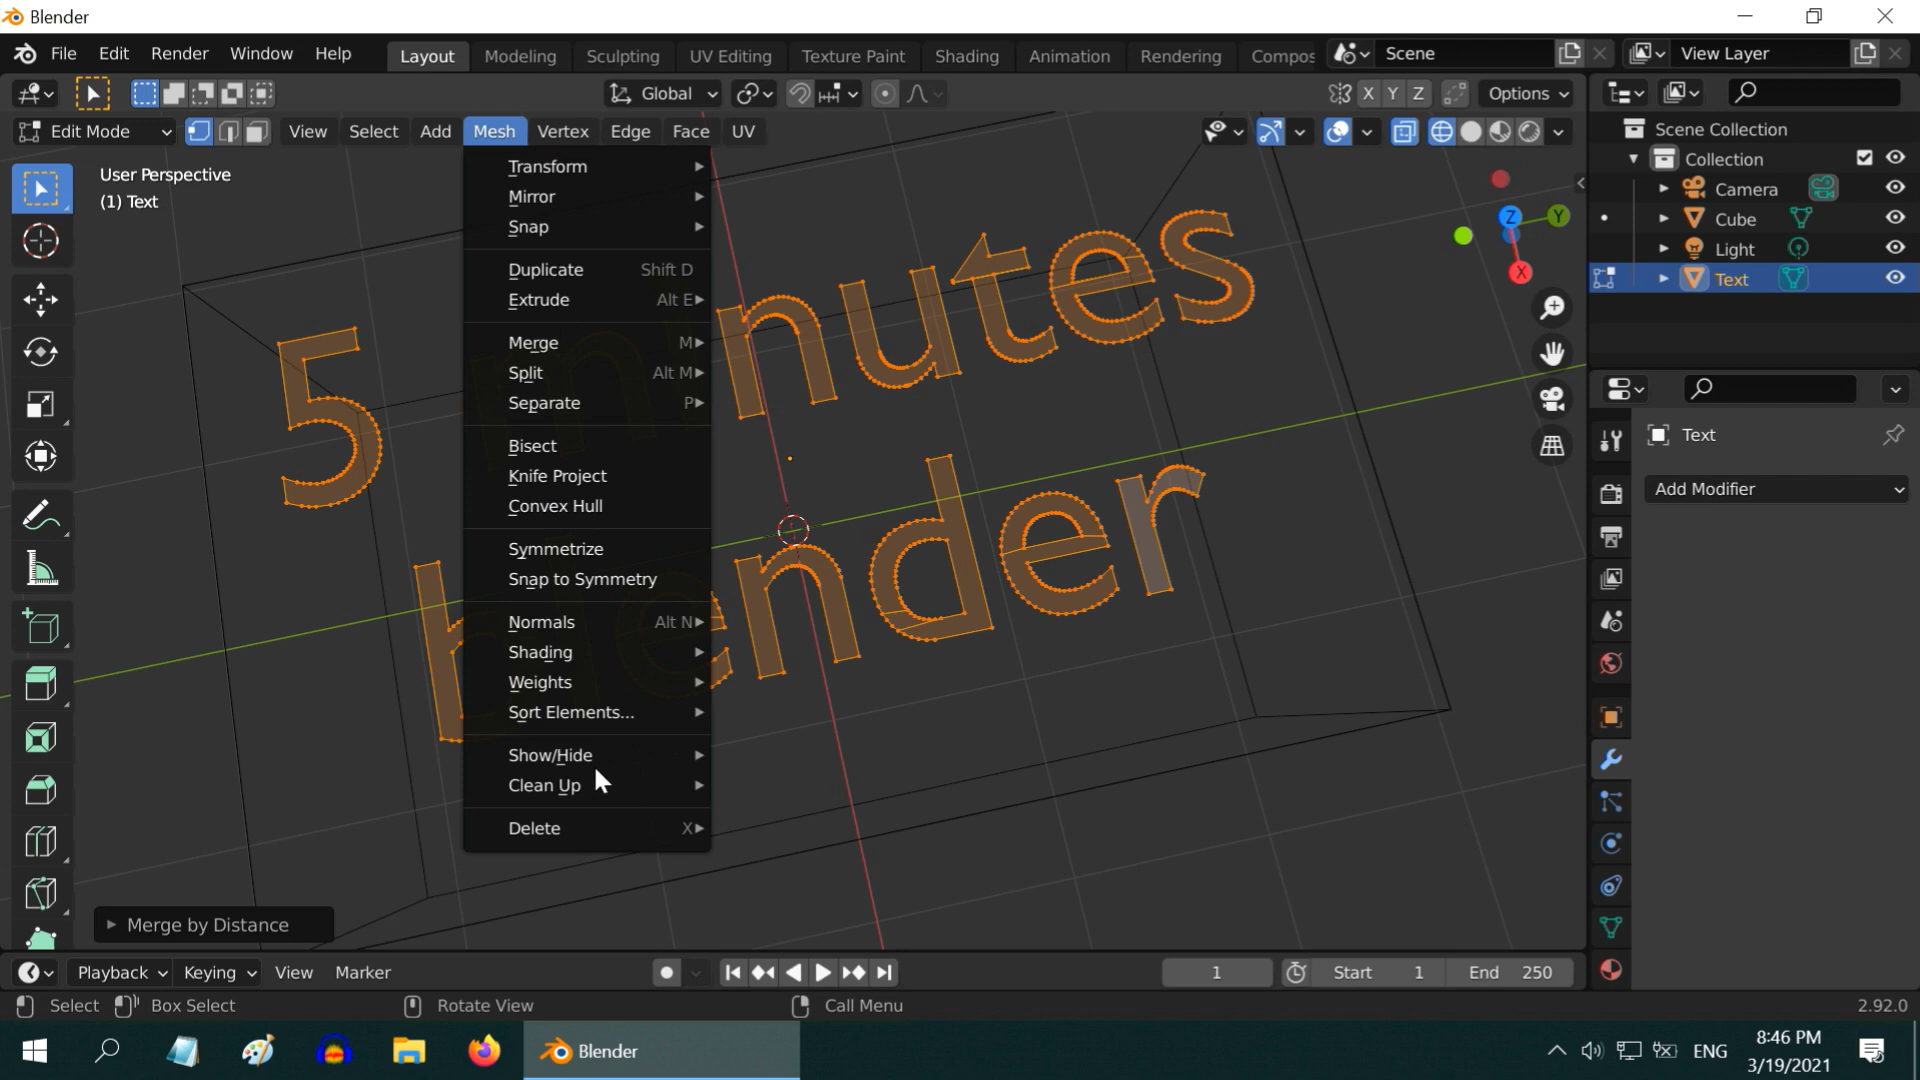 Blender
File Edit Render Window Help Layout Modeling Sculpting UV Editing Texture Paint Shading Animation Rendering Compos Scene View Layer
Global X Y Z Options
Edit Mode View Select Add Mesh Vertex Edge Face UV
Scene Collection
Collection
Camera
Cube
Light
Text
User Perspective
(1) Text
Transform
Mirror
Snap
Duplicate Shift D
Extrude Alt E
Merge M
Split Alt M
Separate P
Bisect
Knife Project
Convex Hull
Symmetrize
Snap to Symmetry
Normals Alt N
Shading
Weights
Sort Elements...
Show/Hide
Clean Up
Delete X
Z Y
X
Text
Add Modifier
Merge by Distance
Playback Keying View Marker 1 Start 1 End 250
Select Box Select Rotate View Call Menu 2.92.0
Blender ENG 8:46 PM
3/19/2021